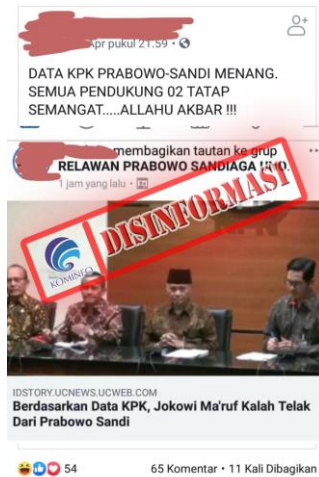 Apr pukul 21.59 •
DATA KPK PRABOWO-SANDI MENANG.
SEMUA PENDUKUNG 02 TATAP
SEMANGAT.....ALLAHU AKBAR !!!
membagikan tautan ke grup
RELAWAN PRABOWO SANDIAGA UNO.
1 jam yang lalu •
KOMINFO
DISINFORMASI
IDSTORY.UCNEWS.UCWEB.COM
Berdasarkan Data KPK, Jokowi Ma'ruf Kalah Telak
Dari Prabowo Sandi
54
65 Komentar • 11 Kali Dibagikan